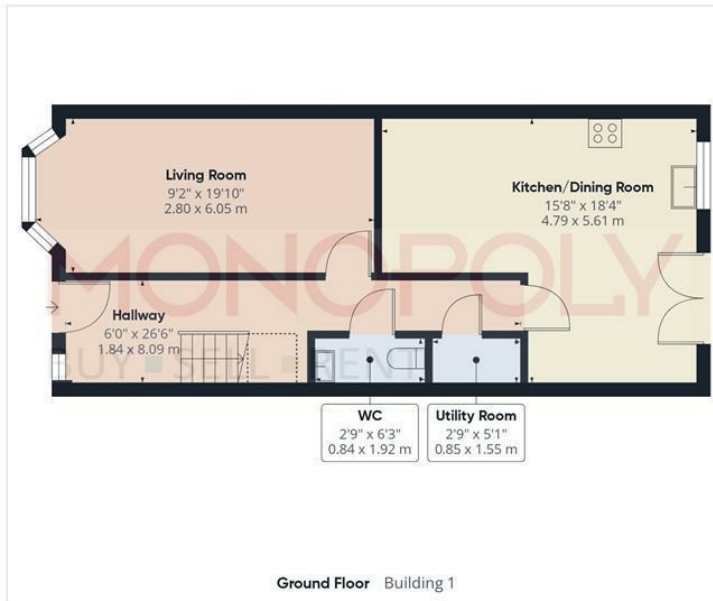 Living Room
9'2" x 19'10"
2.80 x 6.05 m
Kitchen/Dining Room
15'8" x 18'4"
4.79 x 5.61 m
MONOPOLY
Hallway
6'0" x 26'6"
1.84 x 8.09 m
BUY SELL RENT
WC
2'9" x 6'3"
0.84 x 1.92 m
Utility Room
2'9" x 5'1"
0.85 x 1.55 m
Ground Floor Building 1